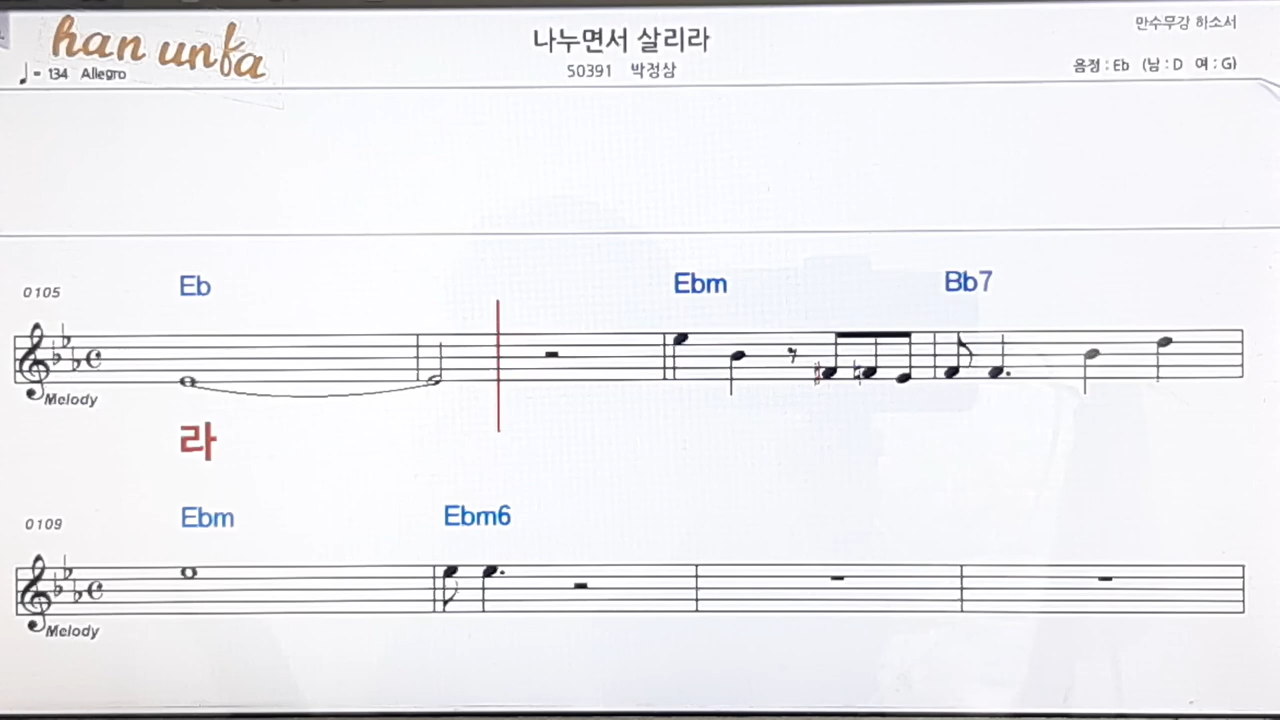 han unfa
♩= 134 Allegro
나누면서 살리라
50391 박정삼
만수무강 하소서
음정 : Eb (남 : D 여 : G)
0105
Eb Ebm Bb7
Melody
라
0109
Ebm Ebm6
Melody